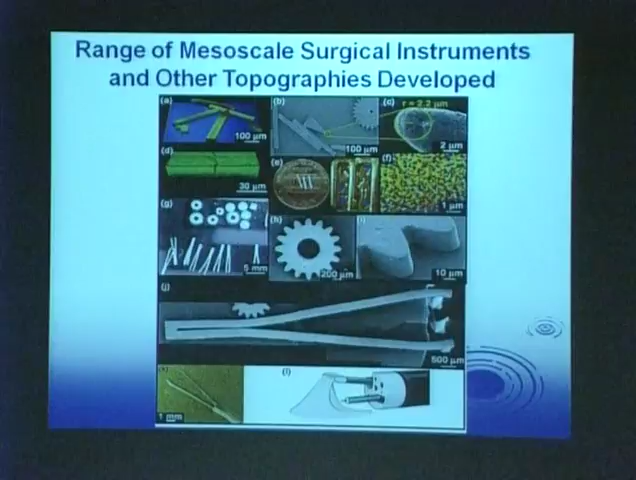 Range of Mesoscale Surgical Instruments
and Other Topographies Developed
(a)
100 µm
(b)
100 µm
(c)
r = 2.2 µm
2 µm
(d)
30 µm
(e)
(f)
1 µm
(g)
5 mm
(h)
200 µm
(i)
10 µm
(j)
500 µm
1 mm
(l)